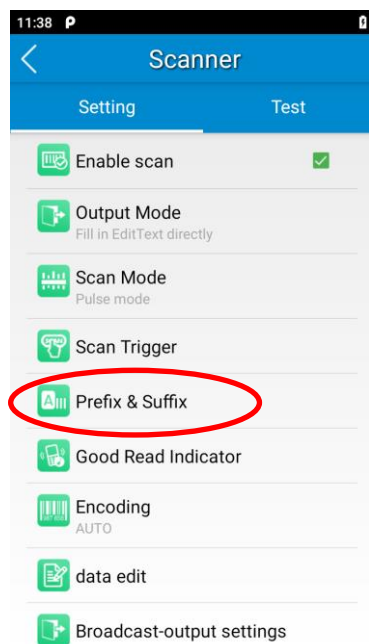 11:38 P
Scanner
Setting Test
Enable scan
Output Mode
Fill in EditText directly
Scan Mode
Pulse mode
Scan Trigger
Prefix & Suffix
Good Read Indicator
Encoding
AUTO
data edit
Broadcast-output settings